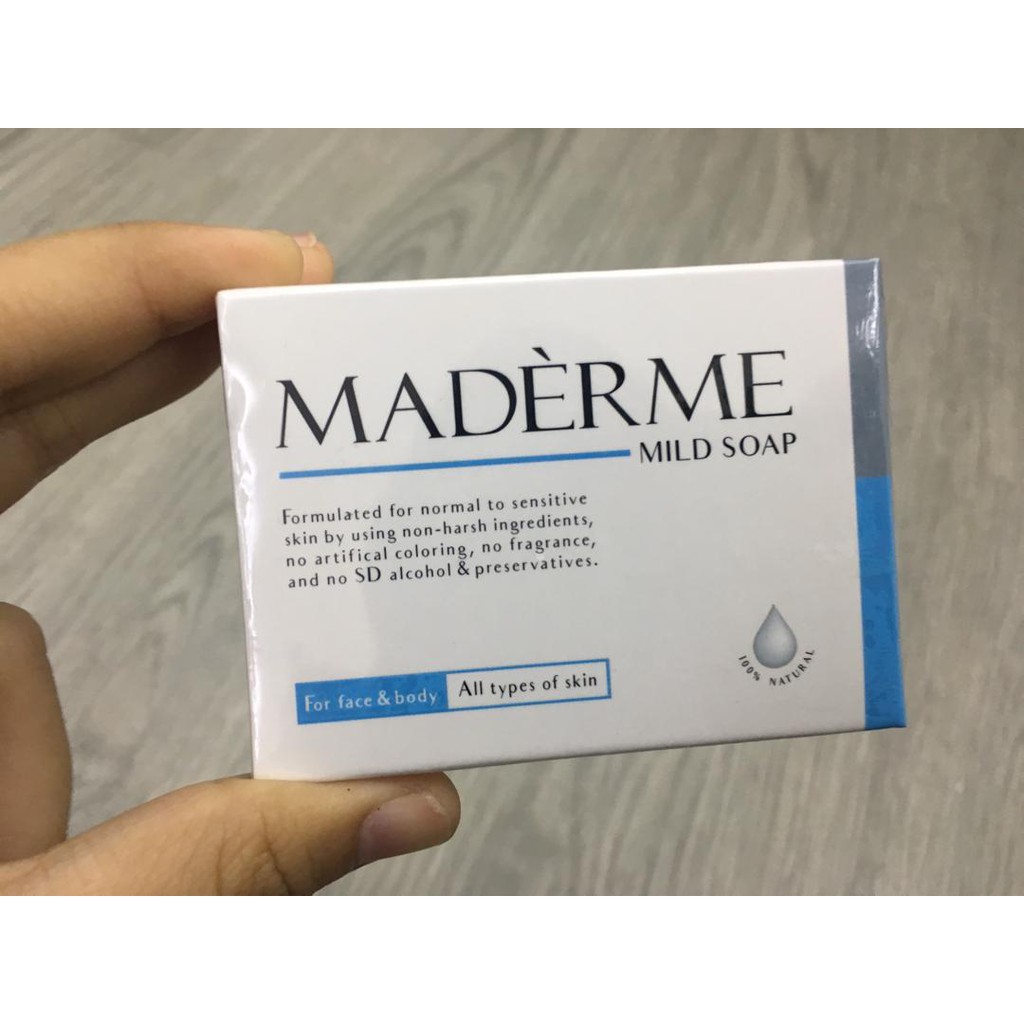 MADÈRME
MILD SOAP
Formulated for normal to sensitive
skin by using non-harsh ingredients,
no artifical coloring, no fragrance,
and no SD alcohol & preservatives.
For face & body All types of skin
100% NATURAL